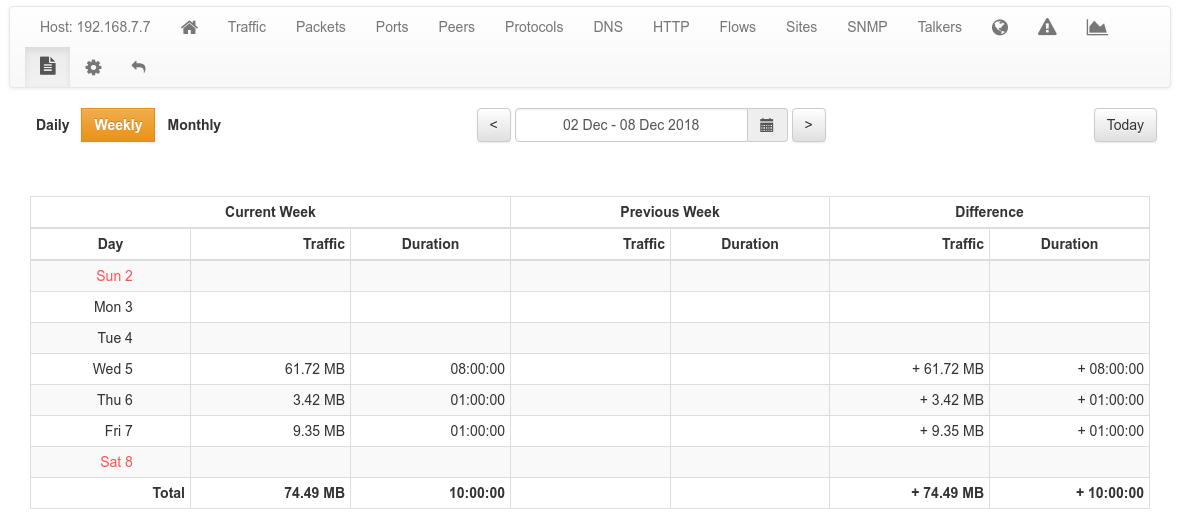 Host: 192.168.7.7 Traffic Packets Ports Peers Protocols DNS HTTP Flows Sites SNMP Talkers
Daily Weekly Monthly < 02 Dec - 08 Dec 2018 > Today
Current Week Previous Week Difference
Day Traffic Duration Traffic Duration Traffic Duration
Sun 2
Mon 3
Tue 4
Wed 5 61.72 MB 08:00:00 + 61.72 MB + 08:00:00
Thu 6 3.42 MB 01:00:00 + 3.42 MB + 01:00:00
Fri 7 9.35 MB 01:00:00 + 9.35 MB + 01:00:00
Sat 8
Total 74.49 MB 10:00:00 + 74.49 MB + 10:00:00